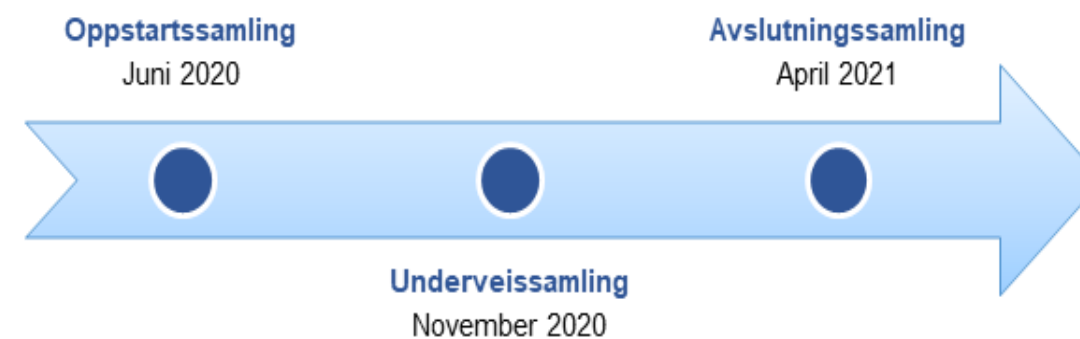 Oppstartssamling
Juni 2020
Avslutningssamling
April 2021
Underveissamling
November 2020